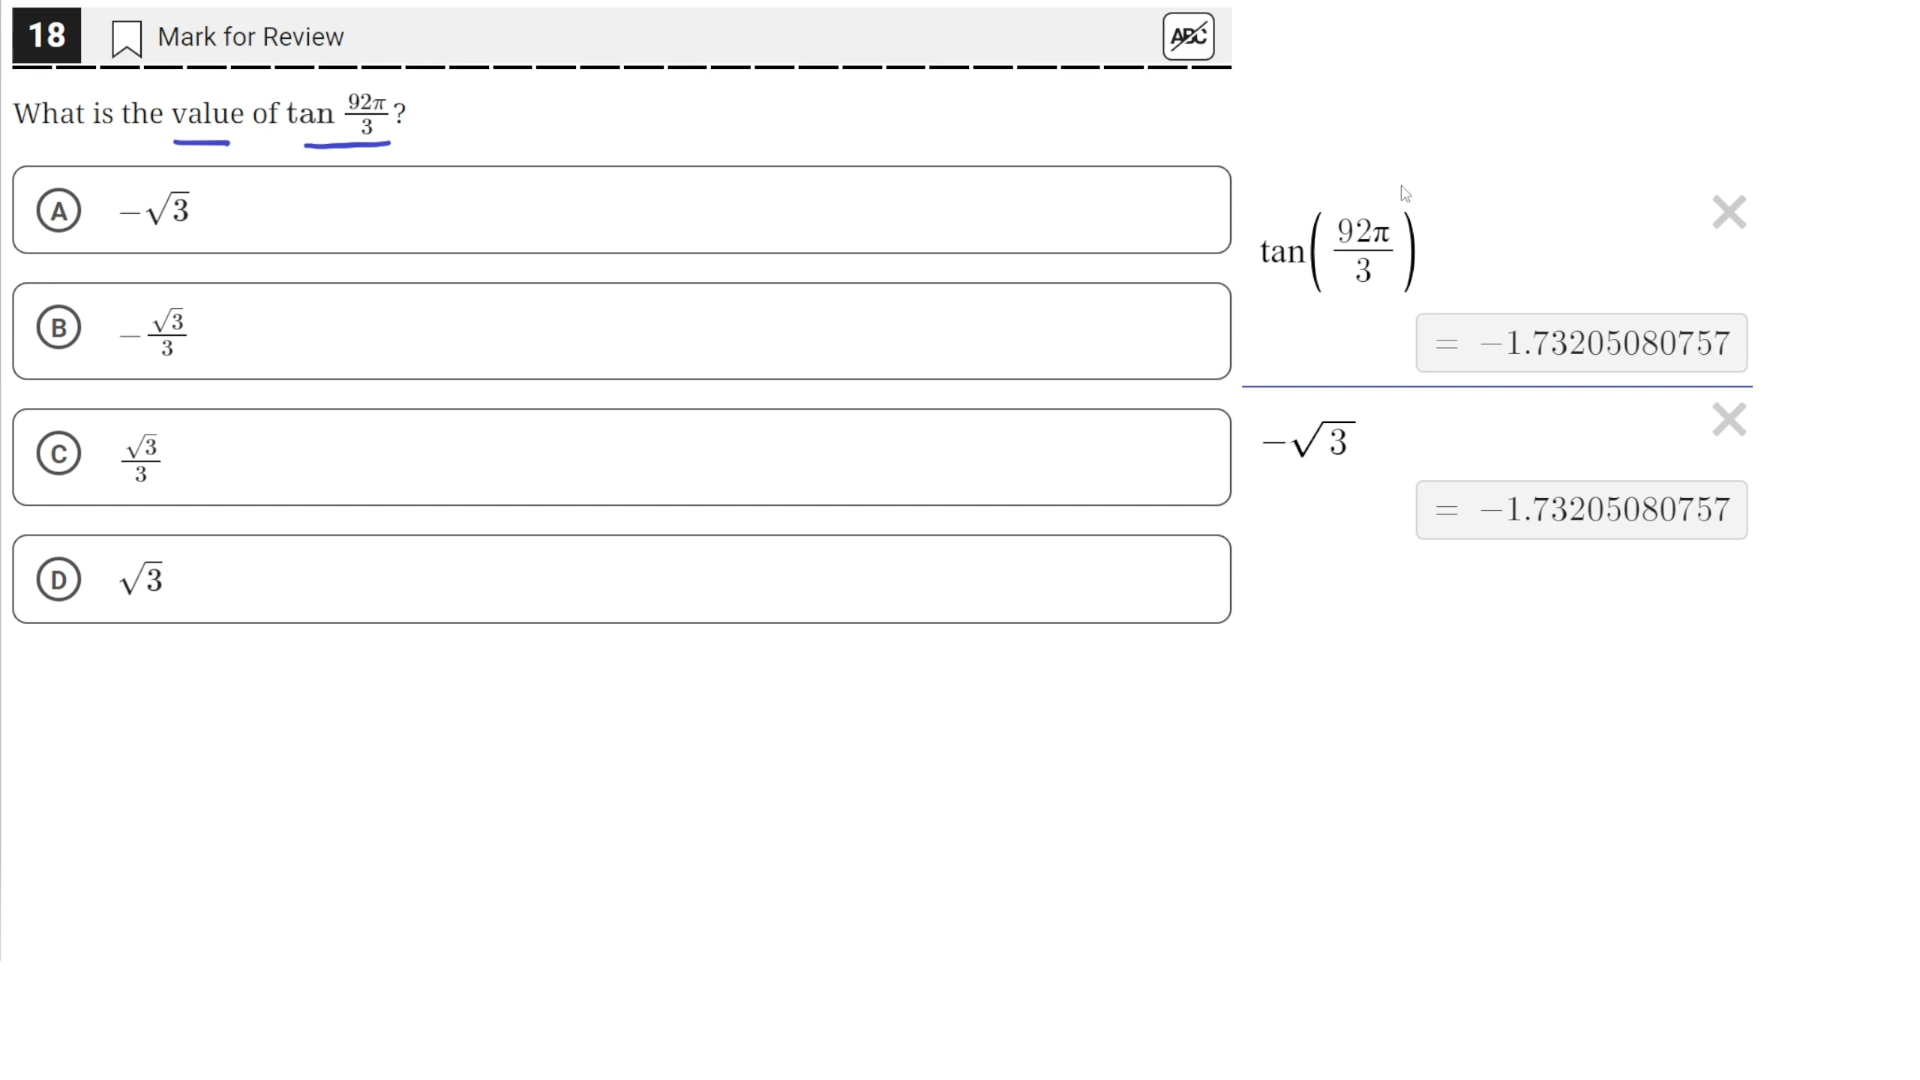 18 Mark for Review ABC
What is the value of tan 92π/3 ?
A −√3
B −√3/3
C √3/3
D √3
tan(92π/3)
= −1.73205080757
−√3
= −1.73205080757